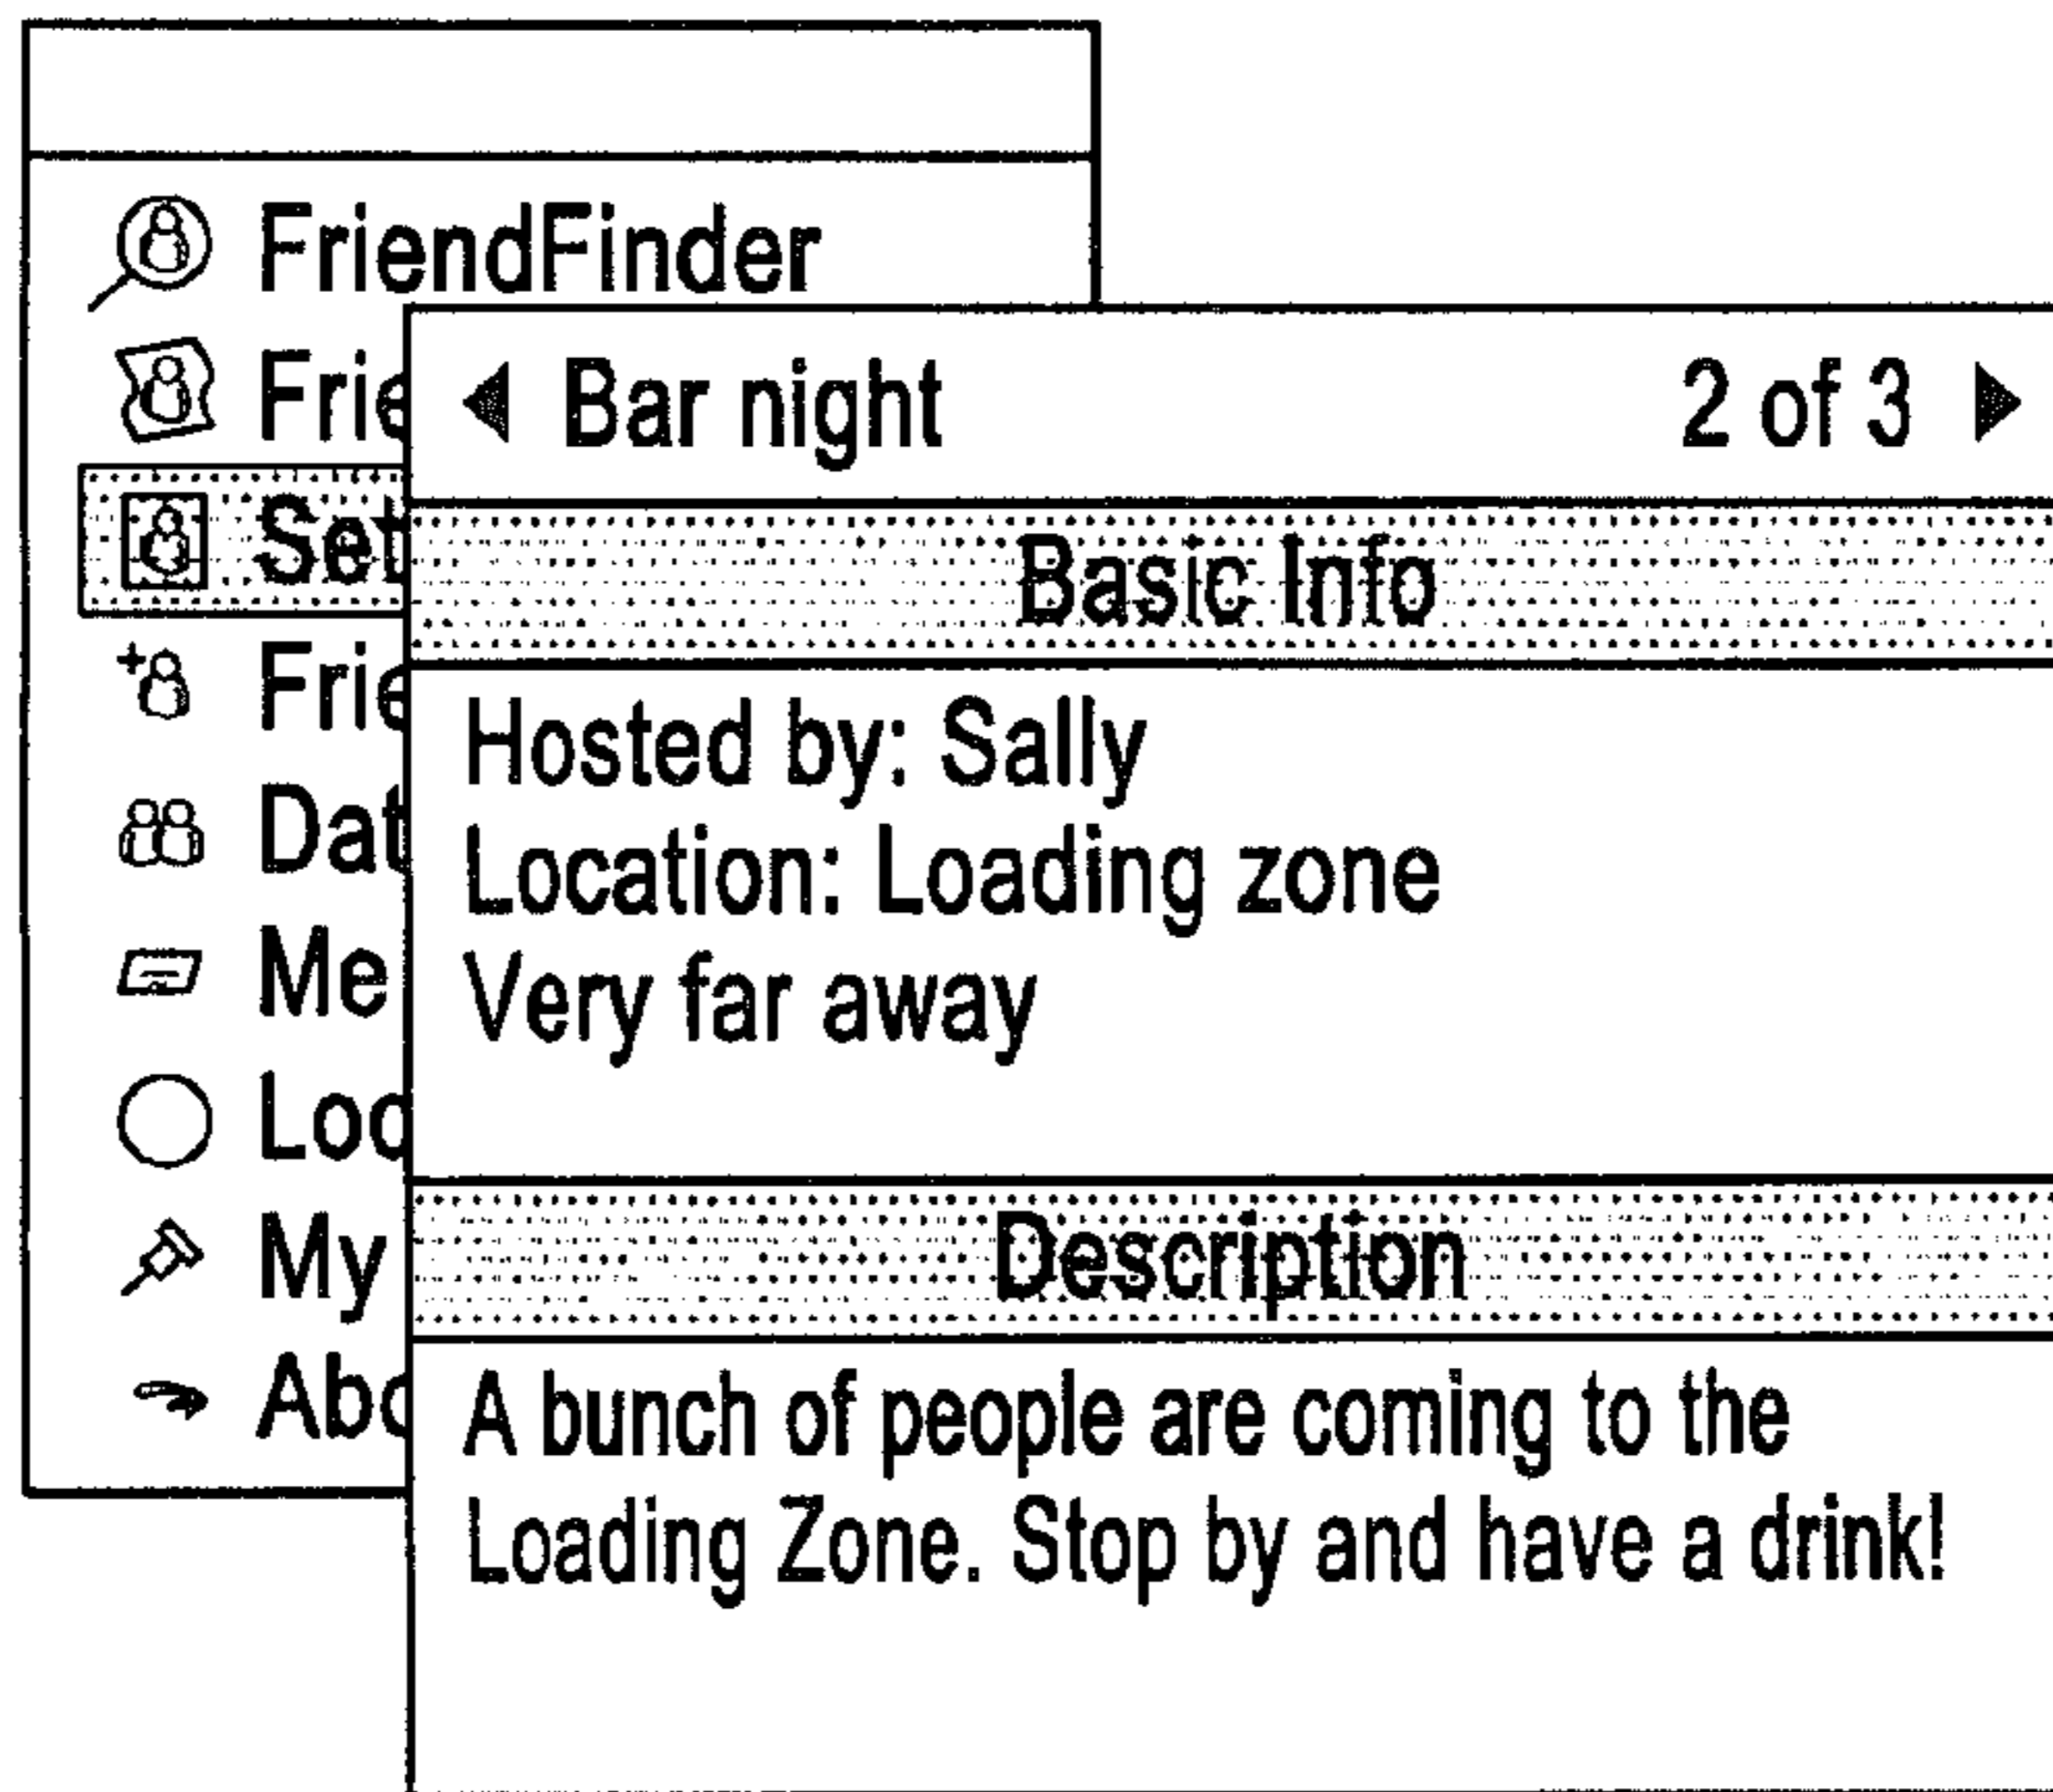 FriendFinder
Frie
Set
Frie
Dat
Me
Loc
My
Abo
Bar night 2 of 3
Basic Info
Hosted by: Sally
Location: Loading zone
Very far away
Description
A bunch of people are coming to the
Loading Zone. Stop by and have a drink!